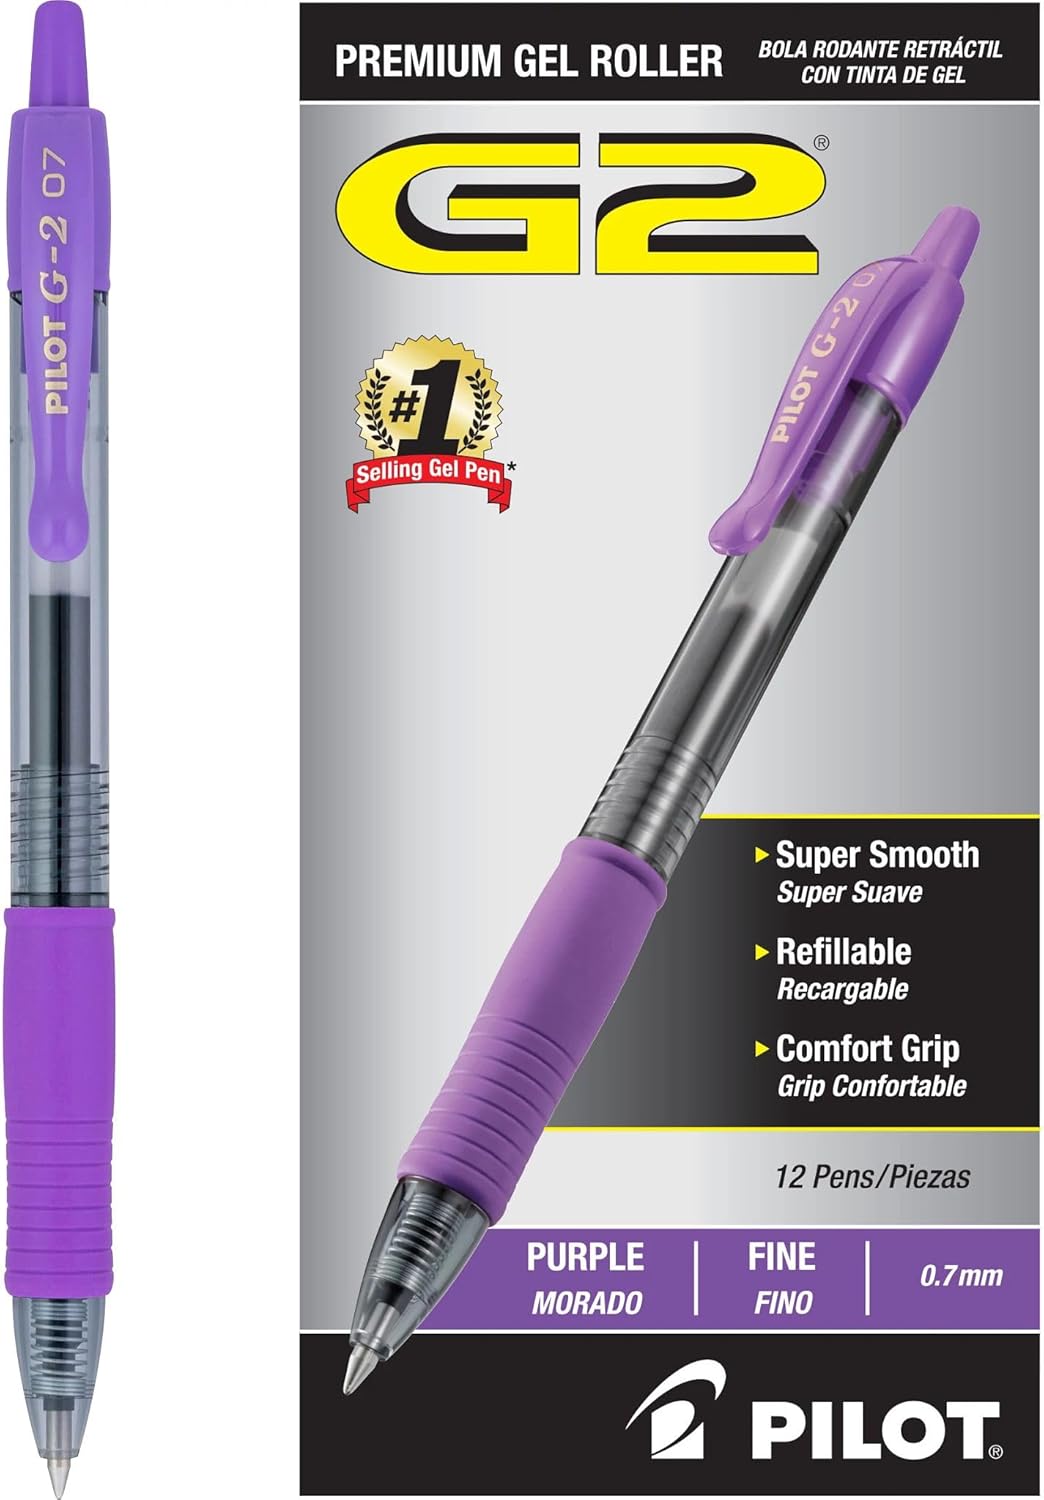 PILOT G-2 07
PREMIUM GEL ROLLER
BOLA RODANTE RETRÁCTIL
CON TINTA DE GEL
G2®
#1
Selling Gel Pen*
PILOT G-2 07
Super Smooth
Super Suave
Refillable
Recargable
Comfort Grip
Grip Confortable
12 Pens/Piezas
PURPLE
MORADO
FINE
FINO
0.7mm
PILOT®